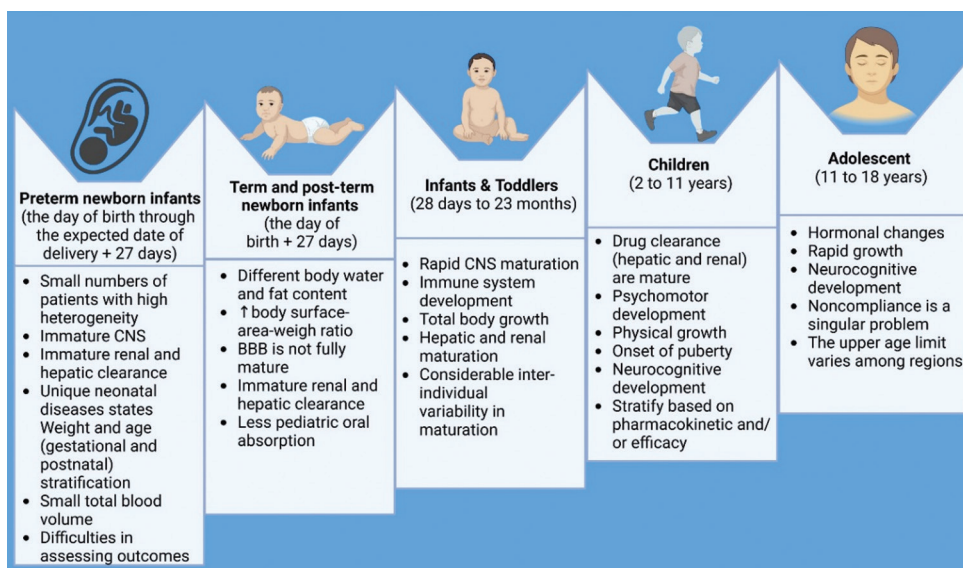 Preterm newborn infants
(the day of birth through
the expected date of
delivery + 27 days)
• Small numbers of
patients with high
heterogeneity
• Immature CNS
• Immature renal and
hepatic clearance
• Unique neonatal
diseases states
Weight and age
(gestational and
postnatal)
stratification
• Small total blood
volume
• Difficulties in
assessing outcomes
Term and post-term
newborn infants
(the day of
birth + 27 days)
• Different body water
and fat content
• ↑body surface-
area-weigh ratio
• BBB is not fully
mature
• Immature renal and
hepatic clearance
• Less pediatric oral
absorption
Infants & Toddlers
(28 days to 23 months)
• Rapid CNS maturation
• Immune system
development
• Total body growth
• Hepatic and renal
maturation
• Considerable inter-
individual
variability in
maturation
Children
(2 to 11 years)
• Drug clearance
(hepatic and renal)
are mature
• Psychomotor
development
• Physical growth
• Onset of puberty
• Neurocognitive
development
• Stratify based on
pharmacokinetic and/
or efficacy
Adolescent
(11 to 18 years)
• Hormonal changes
• Rapid growth
• Neurocognitive
development
• Noncompliance is a
singular problem
• The upper age limit
varies among regions